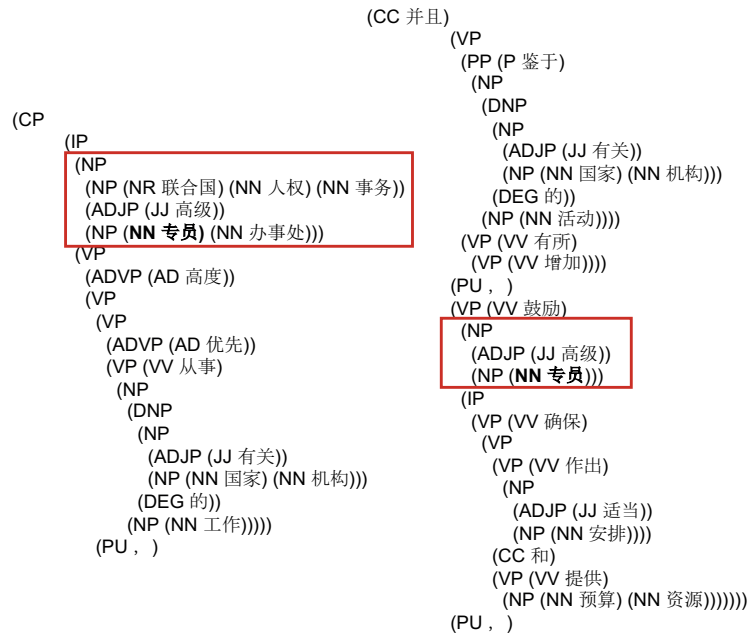 (CP
(IP
(NP
(NP (NR 联合国) (NN 人权) (NN 事务))
(ADJP (JJ 高级))
(NP (NN 专员) (NN 办事处)))
(VP
(ADVP (AD 高度))
(VP
(VP
(ADVP (AD 优先))
(VP (VV 从事)
(NP
(DNP
(NP
(ADJP (JJ 有关))
(NP (NN 国家) (NN 机构)))
(DEG 的))
(NP (NN 工作)))))
(PU ，)
(CC 并且)
(VP
(PP (P 鉴于)
(NP
(DNP
(NP
(ADJP (JJ 有关))
(NP (NN 国家) (NN 机构)))
(DEG 的))
(NP (NN 活动))))
(VP (VV 有所)
(VP (VV 增加))))
(PU ，)
(VP (VV 鼓励)
(NP
(ADJP (JJ 高级))
(NP (NN 专员)))
(IP
(VP (VV 确保)
(VP
(VP (VV 作出)
(NP
(ADJP (JJ 适当))
(NP (NN 安排))))
(CC 和)
(VP (VV 提供)
(NP (NN 预算) (NN 资源)))))))
(PU ，)